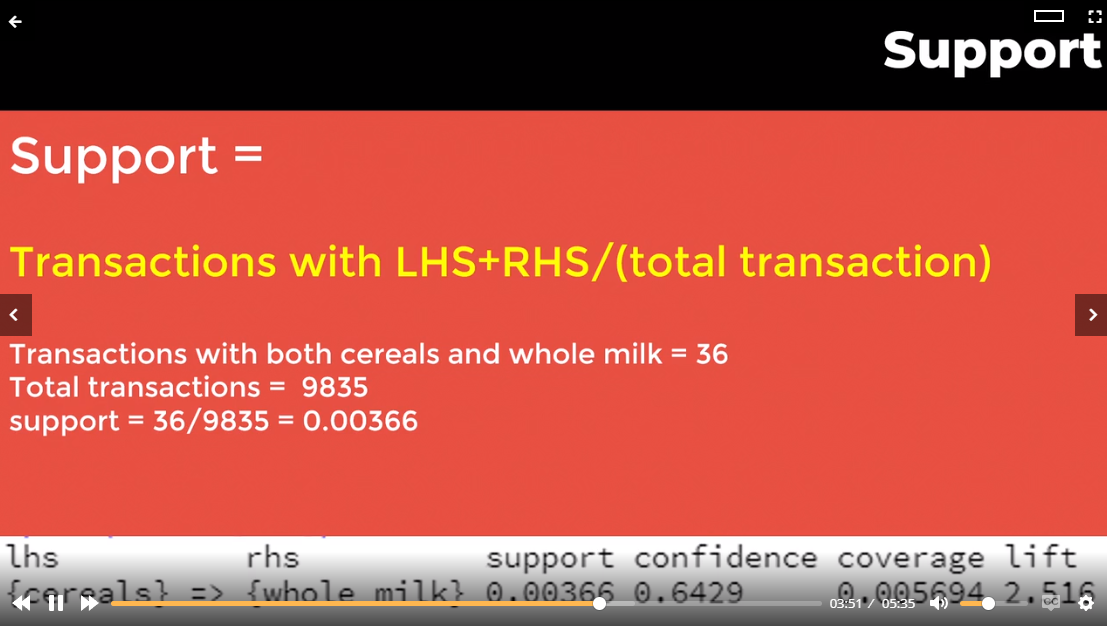 Support
Support =
Transactions with LHS+RHS/(total transaction)
Transactions with both cereals and whole milk = 36
Total transactions = 9835
support = 36/9835 = 0.00366
lhs rhs support confidence coverage lift
{cereals} => {whole milk} 0.00366 0.6429 0.005694 2.516
03:51 / 05:35
CC